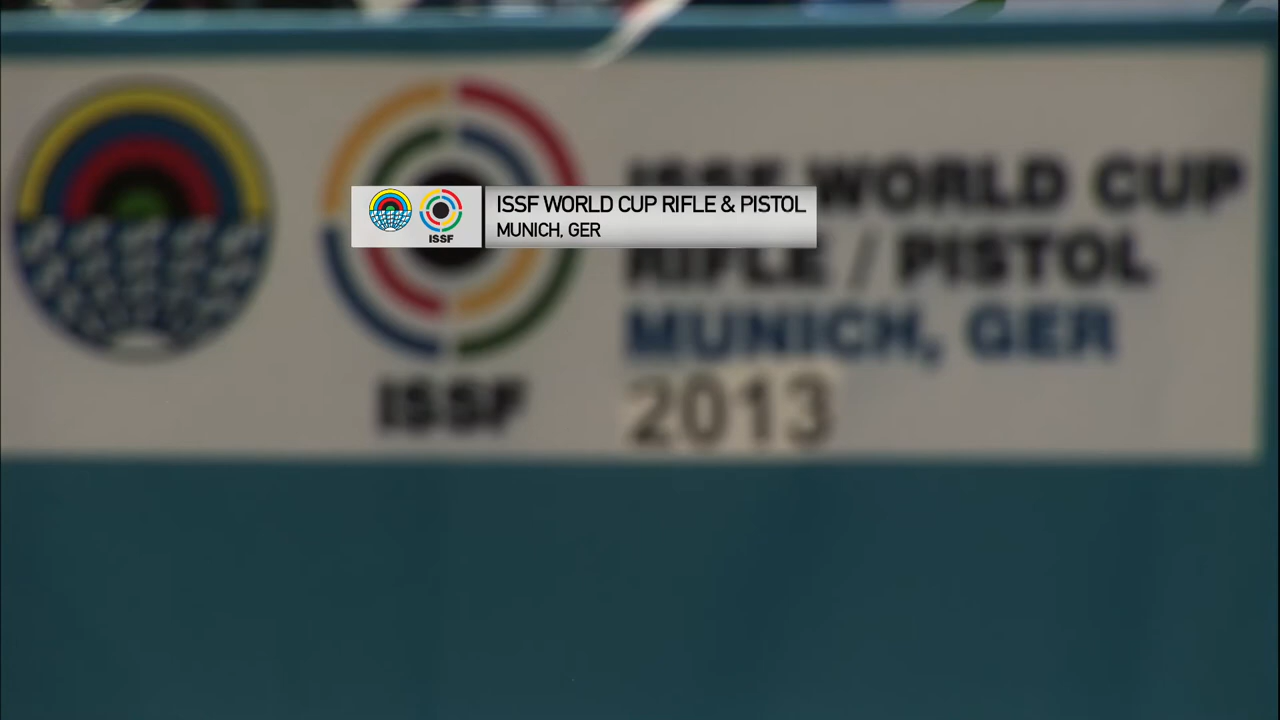 ISSF WORLD CUP RIFLE & PISTOL
MUNICH, GER
ISSF
ISSF WORLD CUP
RIFLE / PISTOL
MUNICH, GER
2013
ISSF